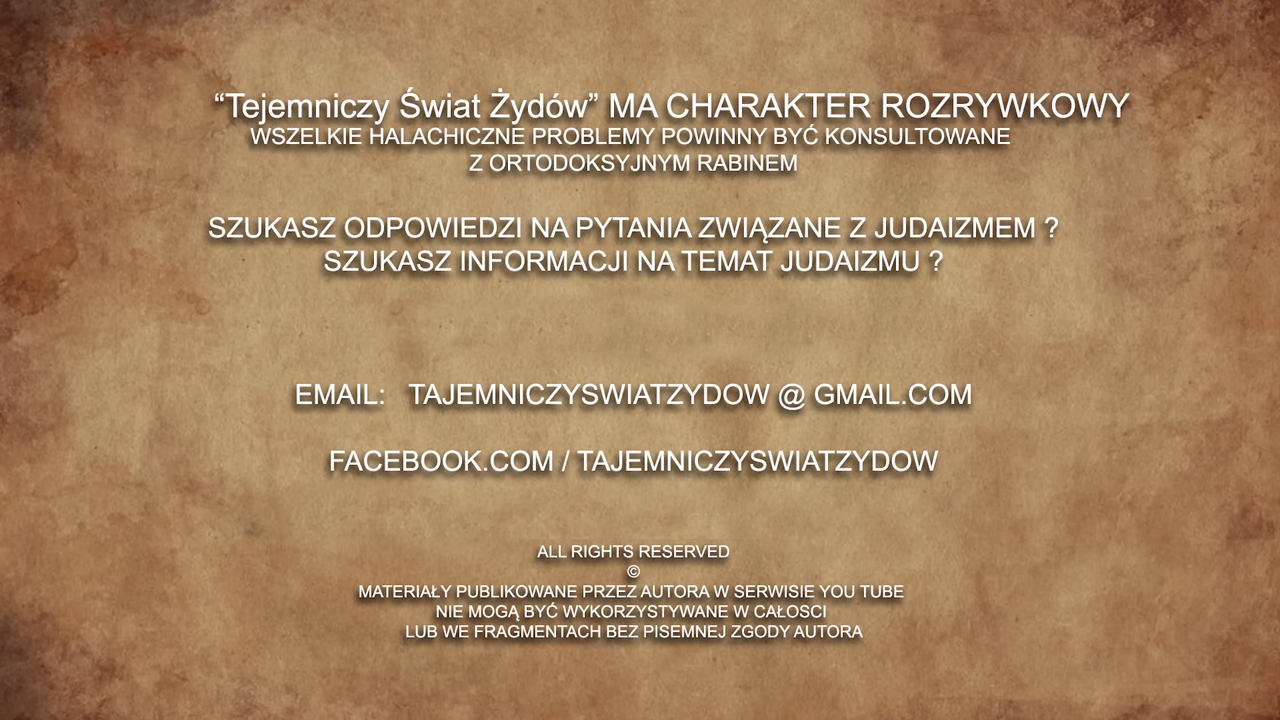 “Tejemniczy Świat Żydów” MA CHARAKTER ROZRYWKOWY
WSZELKIE HALACHICZNE PROBLEMY POWINNY BYĆ KONSULTOWANE
Z ORTODOKSYJNYM RABINEM
SZUKASZ ODPOWIEDZI NA PYTANIA ZWIĄZANE Z JUDAIZMEM ?
SZUKASZ INFORMACJI NA TEMAT JUDAIZMU ?
EMAIL: TAJEMNICZYSWIATZYDOW @ GMAIL.COM
FACEBOOK.COM / TAJEMNICZYSWIATZYDOW
ALL RIGHTS RESERVED
©
MATERIAŁY PUBLIKOWANE PRZEZ AUTORA W SERWISIE YOU TUBE
NIE MOGĄ BYĆ WYKORZYSTYWANE W CAŁOSCI
LUB WE FRAGMENTACH BEZ PISEMNEJ ZGODY AUTORA